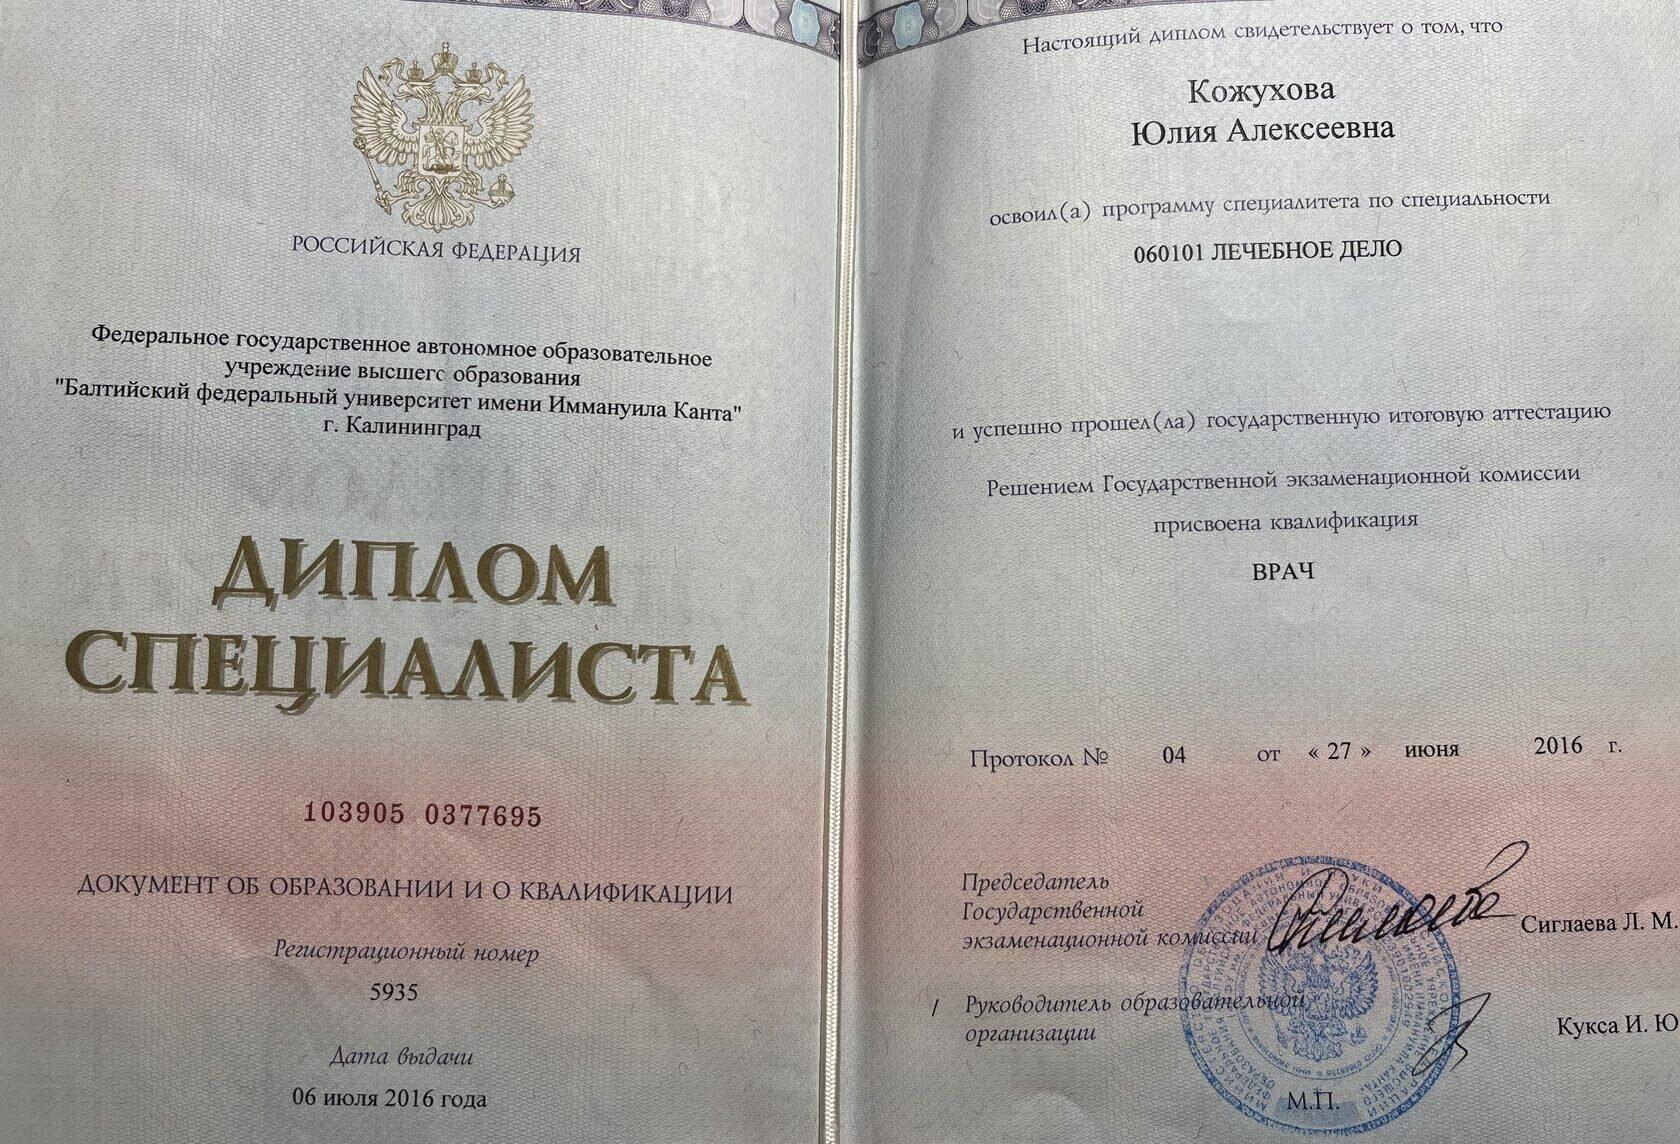 РОССИЙСКАЯ ФЕДЕРАЦИЯ
Федеральное государственное автономное образовательное
учреждение высшего образования
"Балтийский федеральный университет имени Иммануила Канта"
г. Калининград
ДИПЛОМ
СПЕЦИАЛИСТА
103905 0377695
ДОКУМЕНТ ОБ ОБРАЗОВАНИИ И О КВАЛИФИКАЦИИ
Регистрационный номер
5935
Дата выдачи
06 июля 2016 года
Настоящий диплом свидетельствует о том, что
Кожухова
Юлия Алексеевна
освоил(а) программу специалитета по специальности
060101 ЛЕЧЕБНОЕ ДЕЛО
и успешно прошел(ла) государственную итоговую аттестацию
Решением Государственной экзаменационной комиссии
присвоена квалификация
ВРАЧ
Протокол № 04 от « 27 » июня 2016 г.
Председатель
Государственной
экзаменационной комиссии Сиглаева Л. М.
/ Руководитель образовательной
организации Кукса И. Ю
М.П.